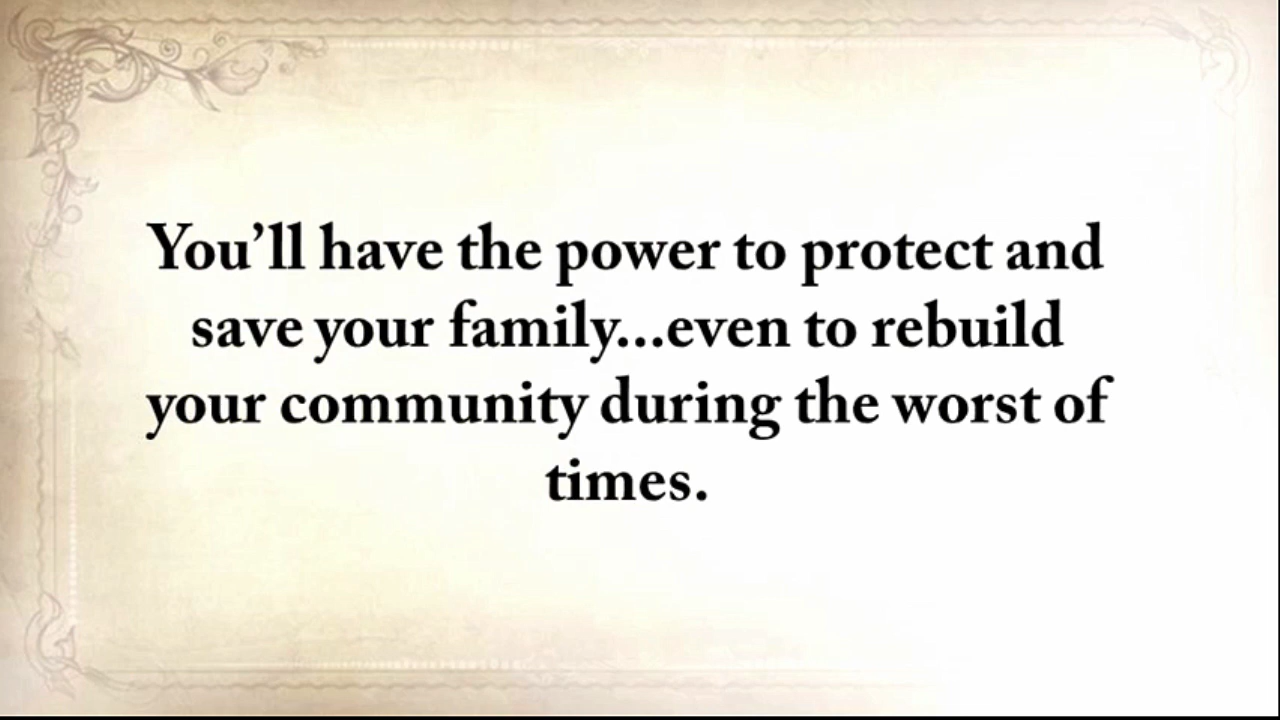 You’ll have the power to protect and
save your family...even to rebuild
your community during the worst of
times.